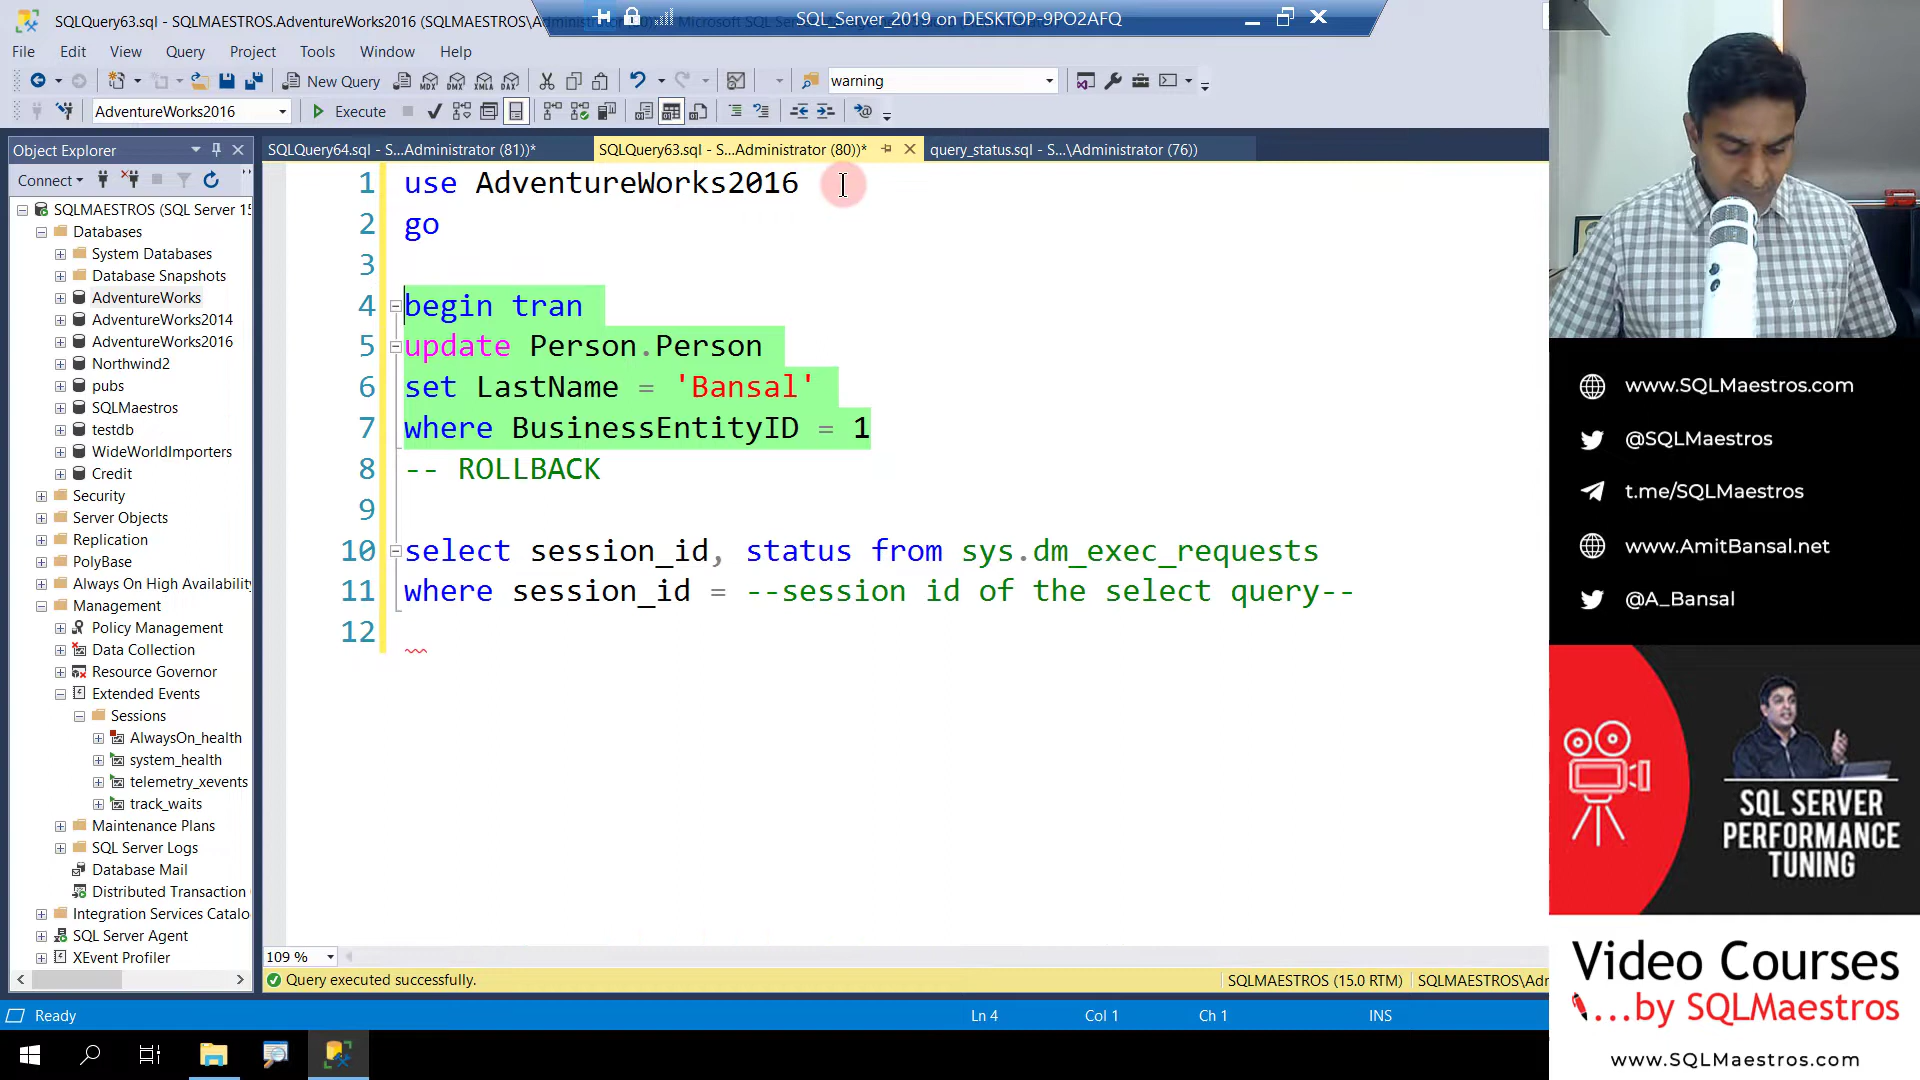 SQLQuery63.sql - SQLMAESTROS.AdventureWorks2016 (SQLMAESTROS\Administrator
SQL_Server_2019 on DESKTOP-9PO2AFQ
File Edit View Query Project Tools Window Help
New Query
warning
AdventureWorks2016
Execute
Object Explorer
SQLQuery64.sql - S...Administrator (81))*
SQLQuery63.sql - S...Administrator (80))*
query_status.sql - S...\Administrator (76))
Connect
SQLMAESTROS (SQL Server 15
Databases
System Databases
Database Snapshots
AdventureWorks
AdventureWorks2014
AdventureWorks2016
Northwind2
pubs
SQLMaestros
testdb
WideWorldImporters
Credit
Security
Server Objects
Replication
PolyBase
Always On High Availability
Management
Policy Management
Data Collection
Resource Governor
Extended Events
Sessions
AlwaysOn_health
system_health
telemetry_xevents
track_waits
Maintenance Plans
SQL Server Logs
Database Mail
Distributed Transaction
Integration Services Catalo
SQL Server Agent
XEvent Profiler
1 use AdventureWorks2016
2 go
3
4 begin tran
5 update Person.Person
6 set LastName = 'Bansal'
7 where BusinessEntityID = 1
8 -- ROLLBACK
9
10 select session_id, status from sys.dm_exec_requests
11 where session_id = --session id of the select query--
12
109 %
Query executed successfully.
SQLMAESTROS (15.0 RTM)
SQLMAESTROS\Adm
Ready
Ln 4
Col 1
Ch 1
INS
www.SQLMaestros.com
@SQLMaestros
t.me/SQLMaestros
www.AmitBansal.net
@A_Bansal
SQL SERVER
PERFORMANCE
TUNING
Video Courses
...by SQLMaestros
www.SQLMaestros.com